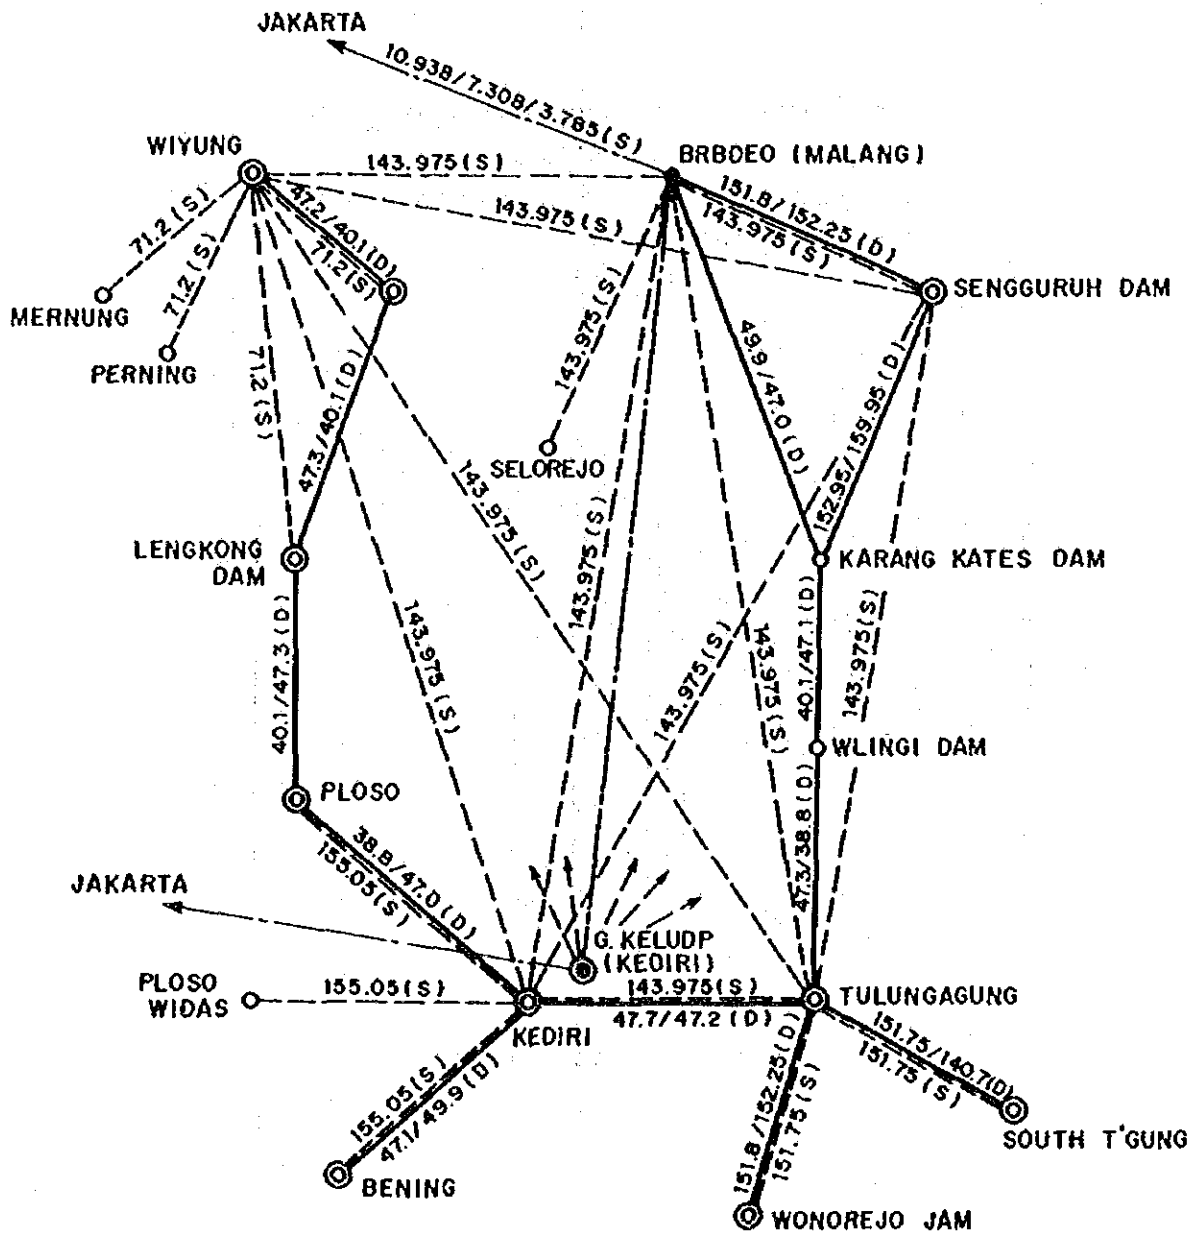 JAKARTA
10.938/7.308/3.785(S)
WIYUNG
143.975(S)
BRBDEO (MALANG)
151.8/152.25(D)
143.975(S)
143.975(S)
47.2/40.1(D)
71.2(S)
71.2(S)
71.2(S)
SENGGURUH DAM
MERNUNG
PERNING
71.2(S)
47.3/40.1(D)
143.975(S)
49.9/47.0(D)
152.95/159.95(D)
SELOREJO
143.975(S)
143.975(S)
LENGKONG
DAM
KARANG KATES DAM
143.975(S)
143.975(S)
143.975(S)
40.1/47.1(D)
143.975(S)
40.1/47.3(D)
WLINGI DAM
PLOSO
47.3/38.8(D)
38.8/47.0(D)
155.05(S)
JAKARTA
G. KELUDP
(KEDIRI)
PLOSO
WIDAS
155.05(S)
143.975(S)
47.7/47.2(D)
TULUNGAGUNG
KEDIRI
151.75/140.7(D)
151.75(S)
155.05(S)
47.1/49.9(D)
151.8/152.25(D)
151.75(S)
SOUTH T'GUNG
BENING
WONOREJO JAM